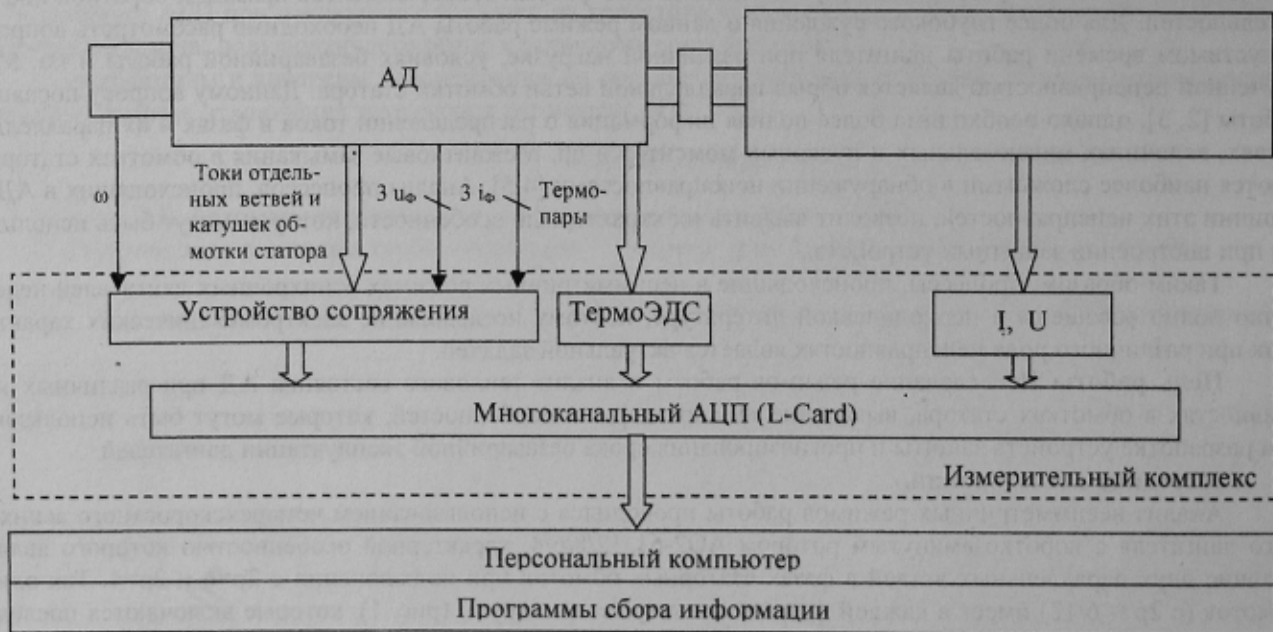 АД
ω
Токи отдель-
ных ветвей и
катушек об-
мотки статора
3 uФ
3 iФ
Термо-
пары
Устройство сопряжения
ТермоЭДС
I, U
Многоканальный АЦП (L-Card)
Измерительный комплекс
Персональный компьютер
Программы сбора информации